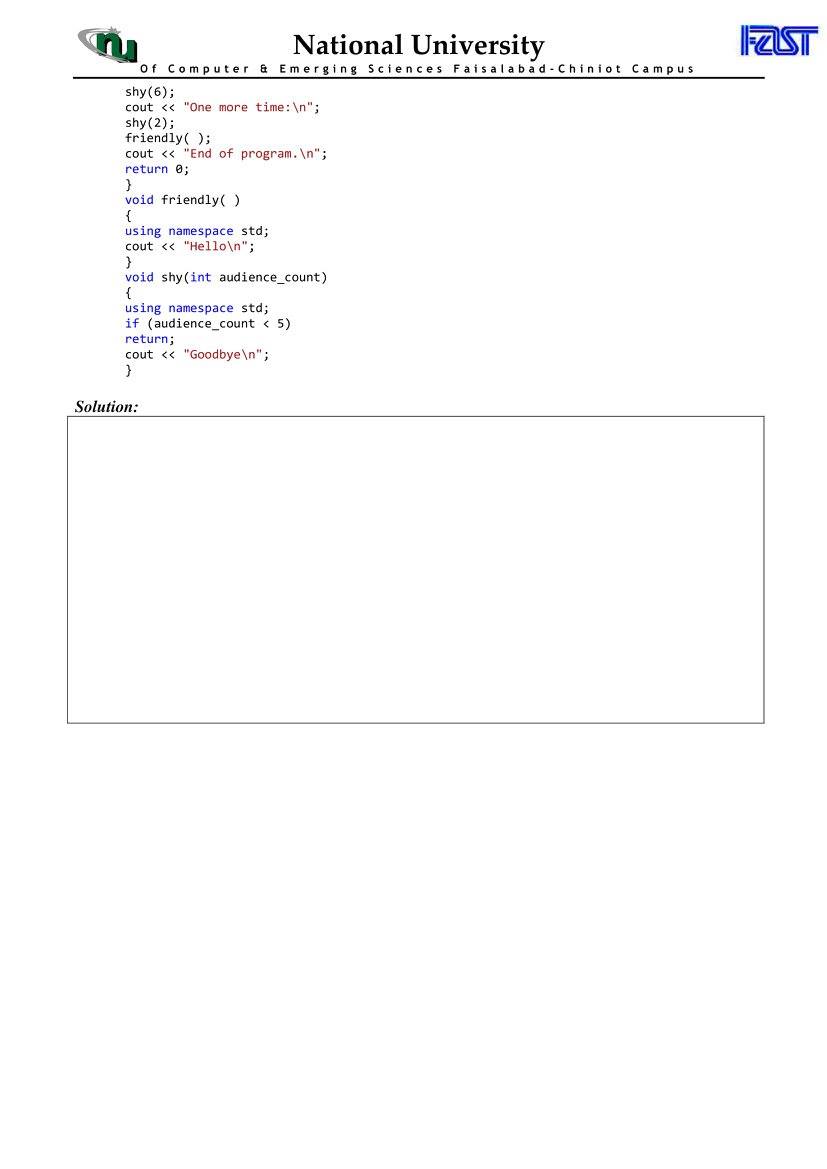 nu
National University
FAST
Of Computer & Emerging Sciences Faisalabad-Chiniot Campus
shy(6);
cout << "One more time:\n";
shy(2);
friendly( );
cout << "End of program.\n";
return 0;
}
void friendly( )
{
using namespace std;
cout << "Hello\n";
}
void shy(int audience_count)
{
using namespace std;
if (audience_count < 5)
return;
cout << "Goodbye\n";
}
Solution: